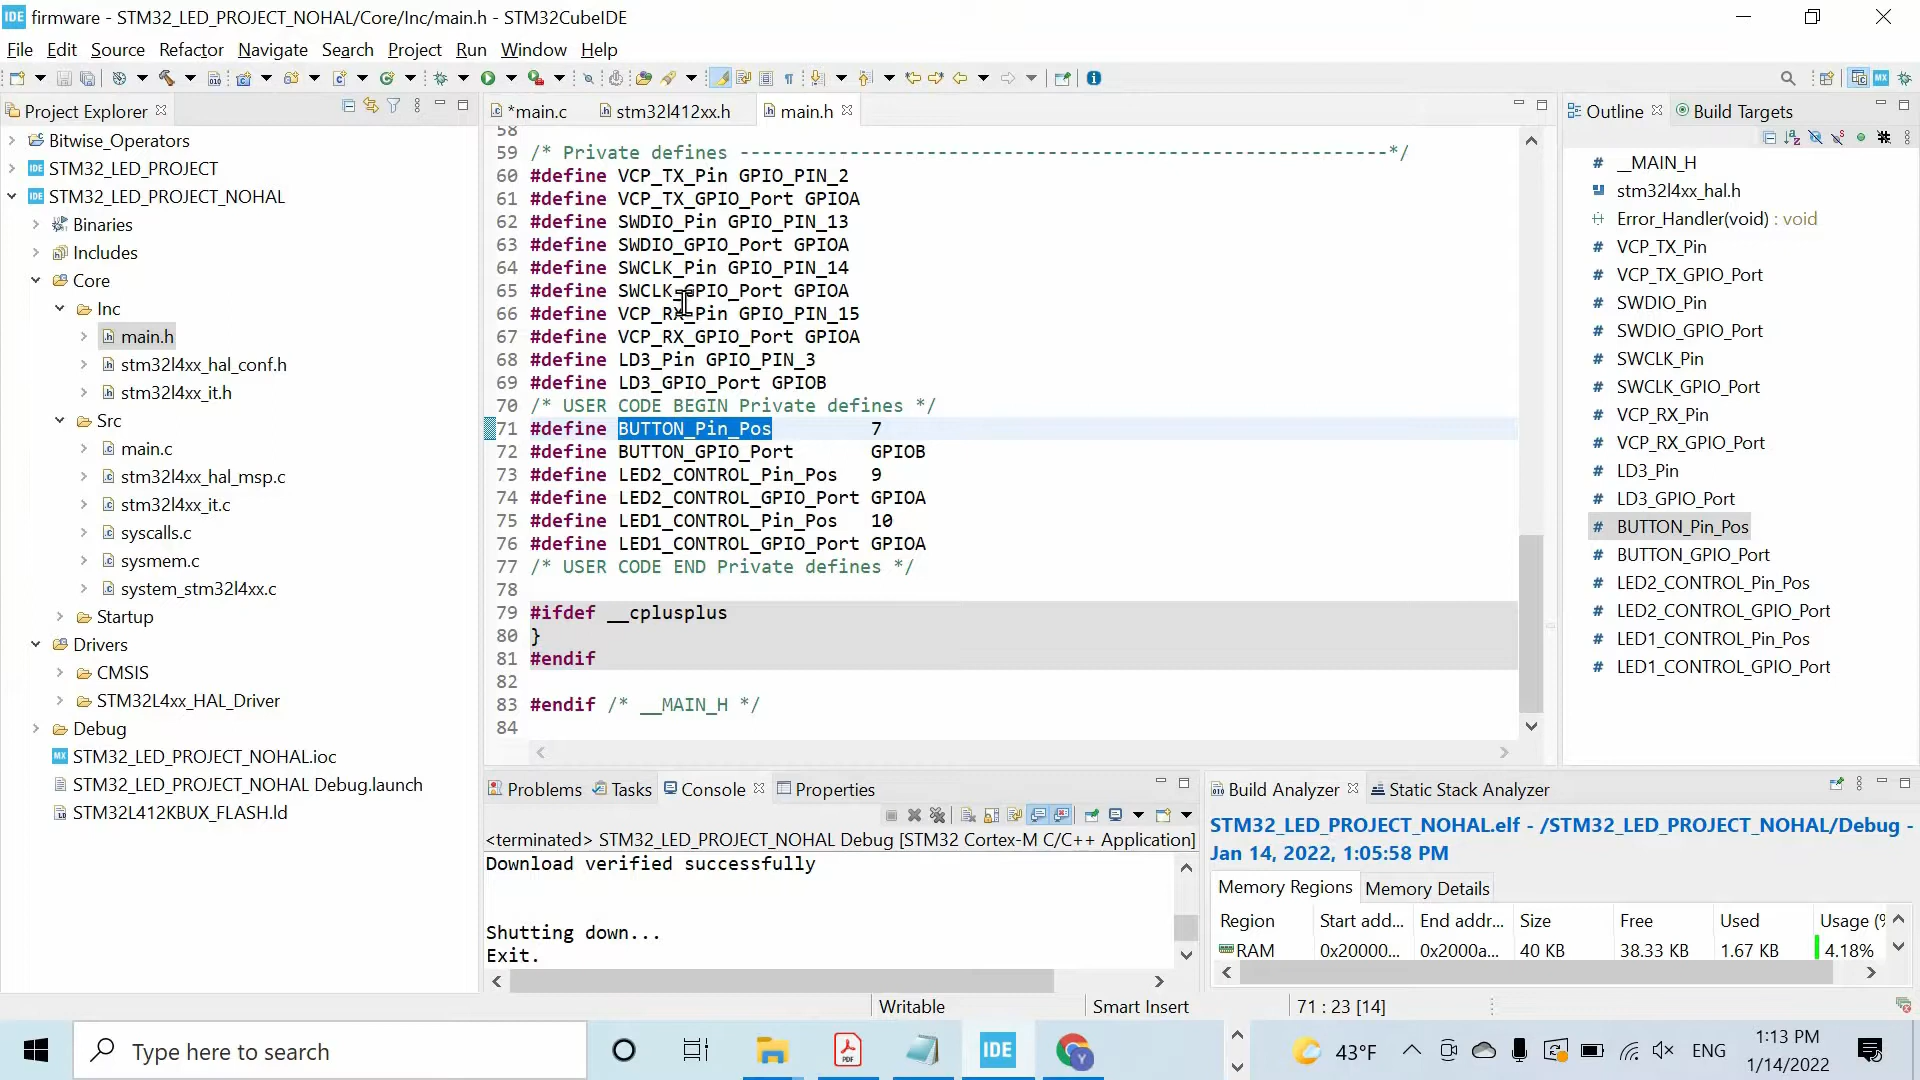 IDE firmware - STM32_LED_PROJECT_NOHAL/Core/Inc/main.h - STM32CubeIDE
File Edit Source Refactor Navigate Search Project Run Window Help
Project Explorer
Bitwise_Operators
STM32_LED_PROJECT
STM32_LED_PROJECT_NOHAL
Binaries
Includes
Core
Inc
main.h
stm32l4xx_hal_conf.h
stm32l4xx_it.h
Src
main.c
stm32l4xx_hal_msp.c
stm32l4xx_it.c
syscalls.c
sysmem.c
system_stm32l4xx.c
Startup
Drivers
CMSIS
STM32L4xx_HAL_Driver
Debug
STM32_LED_PROJECT_NOHAL.ioc
STM32_LED_PROJECT_NOHAL Debug.launch
STM32L412KBUX_FLASH.ld
*main.c stm32l412xx.h main.h
58
59 /* Private defines -----------------------------------------------------------*/
60 #define VCP_TX_Pin GPIO_PIN_2
61 #define VCP_TX_GPIO_Port GPIOA
62 #define SWDIO_Pin GPIO_PIN_13
63 #define SWDIO_GPIO_Port GPIOA
64 #define SWCLK_Pin GPIO_PIN_14
65 #define SWCLK_GPIO_Port GPIOA
66 #define VCP_RX_Pin GPIO_PIN_15
67 #define VCP_RX_GPIO_Port GPIOA
68 #define LD3_Pin GPIO_PIN_3
69 #define LD3_GPIO_Port GPIOB
70 /* USER CODE BEGIN Private defines */
71 #define BUTTON_Pin_Pos 7
72 #define BUTTON_GPIO_Port GPIOB
73 #define LED2_CONTROL_Pin_Pos 9
74 #define LED2_CONTROL_GPIO_Port GPIOA
75 #define LED1_CONTROL_Pin_Pos 10
76 #define LED1_CONTROL_GPIO_Port GPIOA
77 /* USER CODE END Private defines */
78
79 #ifdef __cplusplus
80 }
81 #endif
82
83 #endif /* __MAIN_H */
84
Outline Build Targets
__MAIN_H
stm32l4xx_hal.h
Error_Handler(void) : void
VCP_TX_Pin
VCP_TX_GPIO_Port
SWDIO_Pin
SWDIO_GPIO_Port
SWCLK_Pin
SWCLK_GPIO_Port
VCP_RX_Pin
VCP_RX_GPIO_Port
LD3_Pin
LD3_GPIO_Port
BUTTON_Pin_Pos
BUTTON_GPIO_Port
LED2_CONTROL_Pin_Pos
LED2_CONTROL_GPIO_Port
LED1_CONTROL_Pin_Pos
LED1_CONTROL_GPIO_Port
Problems Tasks Console Properties
<terminated> STM32_LED_PROJECT_NOHAL Debug [STM32 Cortex-M C/C++ Application]
Download verified successfully
Shutting down...
Exit.
Build Analyzer Static Stack Analyzer
STM32_LED_PROJECT_NOHAL.elf - /STM32_LED_PROJECT_NOHAL/Debug -
Jan 14, 2022, 1:05:58 PM
Memory Regions Memory Details
Region Start add... End addr... Size Free Used Usage (%
RAM 0x20000... 0x2000a... 40 KB 38.33 KB 1.67 KB 4.18%
Writable Smart Insert 71 : 23 [14]
Type here to search
PDF
IDE
Y
43°F
ENG
1:13 PM
1/14/2022